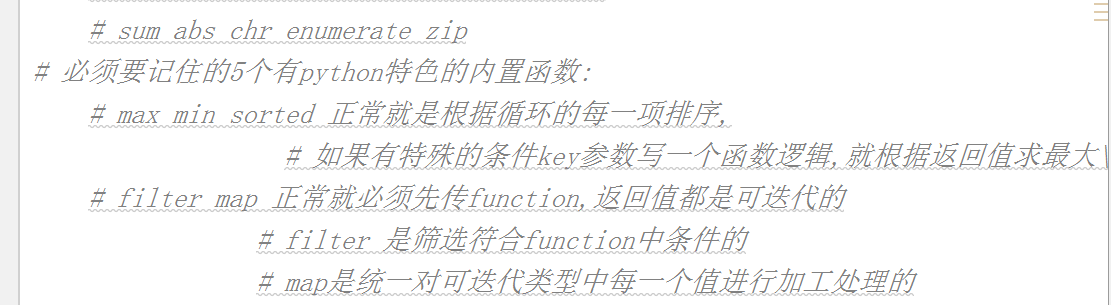 # sum abs chr enumerate zip
# 必须要记住的5个有python特色的内置函数:
# max min sorted 正常就是根据循环的每一项排序,
# 如果有特殊的条件key参数写一个函数逻辑,就根据返回值求最大\
# filter map 正常就必须先传function,返回值都是可迭代的
# filter 是筛选符合function中条件的
# map是统一对可迭代类型中每一个值进行加工处理的